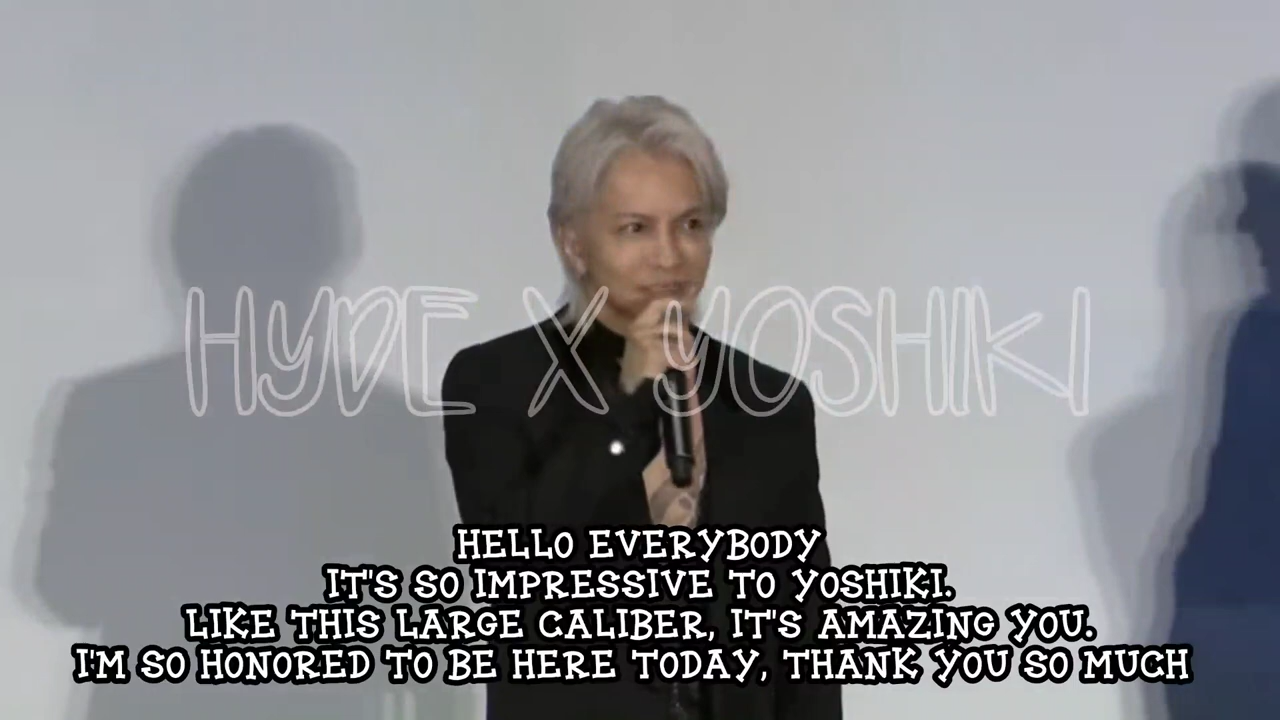 HYDE X YOSHIKI
HELLO EVERYBODY
IT'S SO IMPRESSIVE TO YOSHIKI.
LIKE THIS LARGE CALIBER, IT'S AMAZING YOU.
I'M SO HONORED TO BE HERE TODAY, THANK YOU SO MUCH